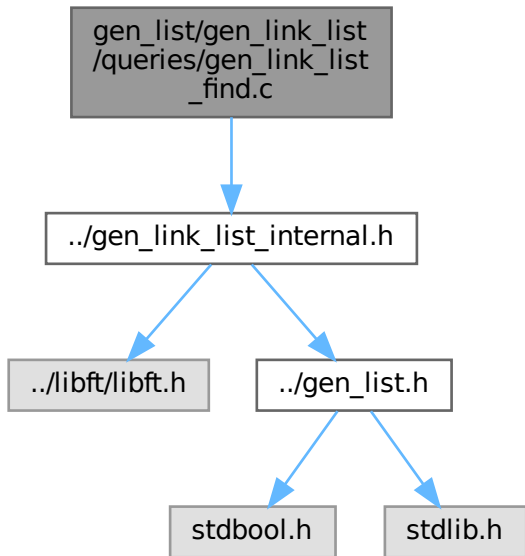 gen_list/gen_link_list
/queries/gen_link_list
_find.c
../gen_link_list_internal.h
../libft/libft.h
../gen_list.h
stdbool.h
stdlib.h